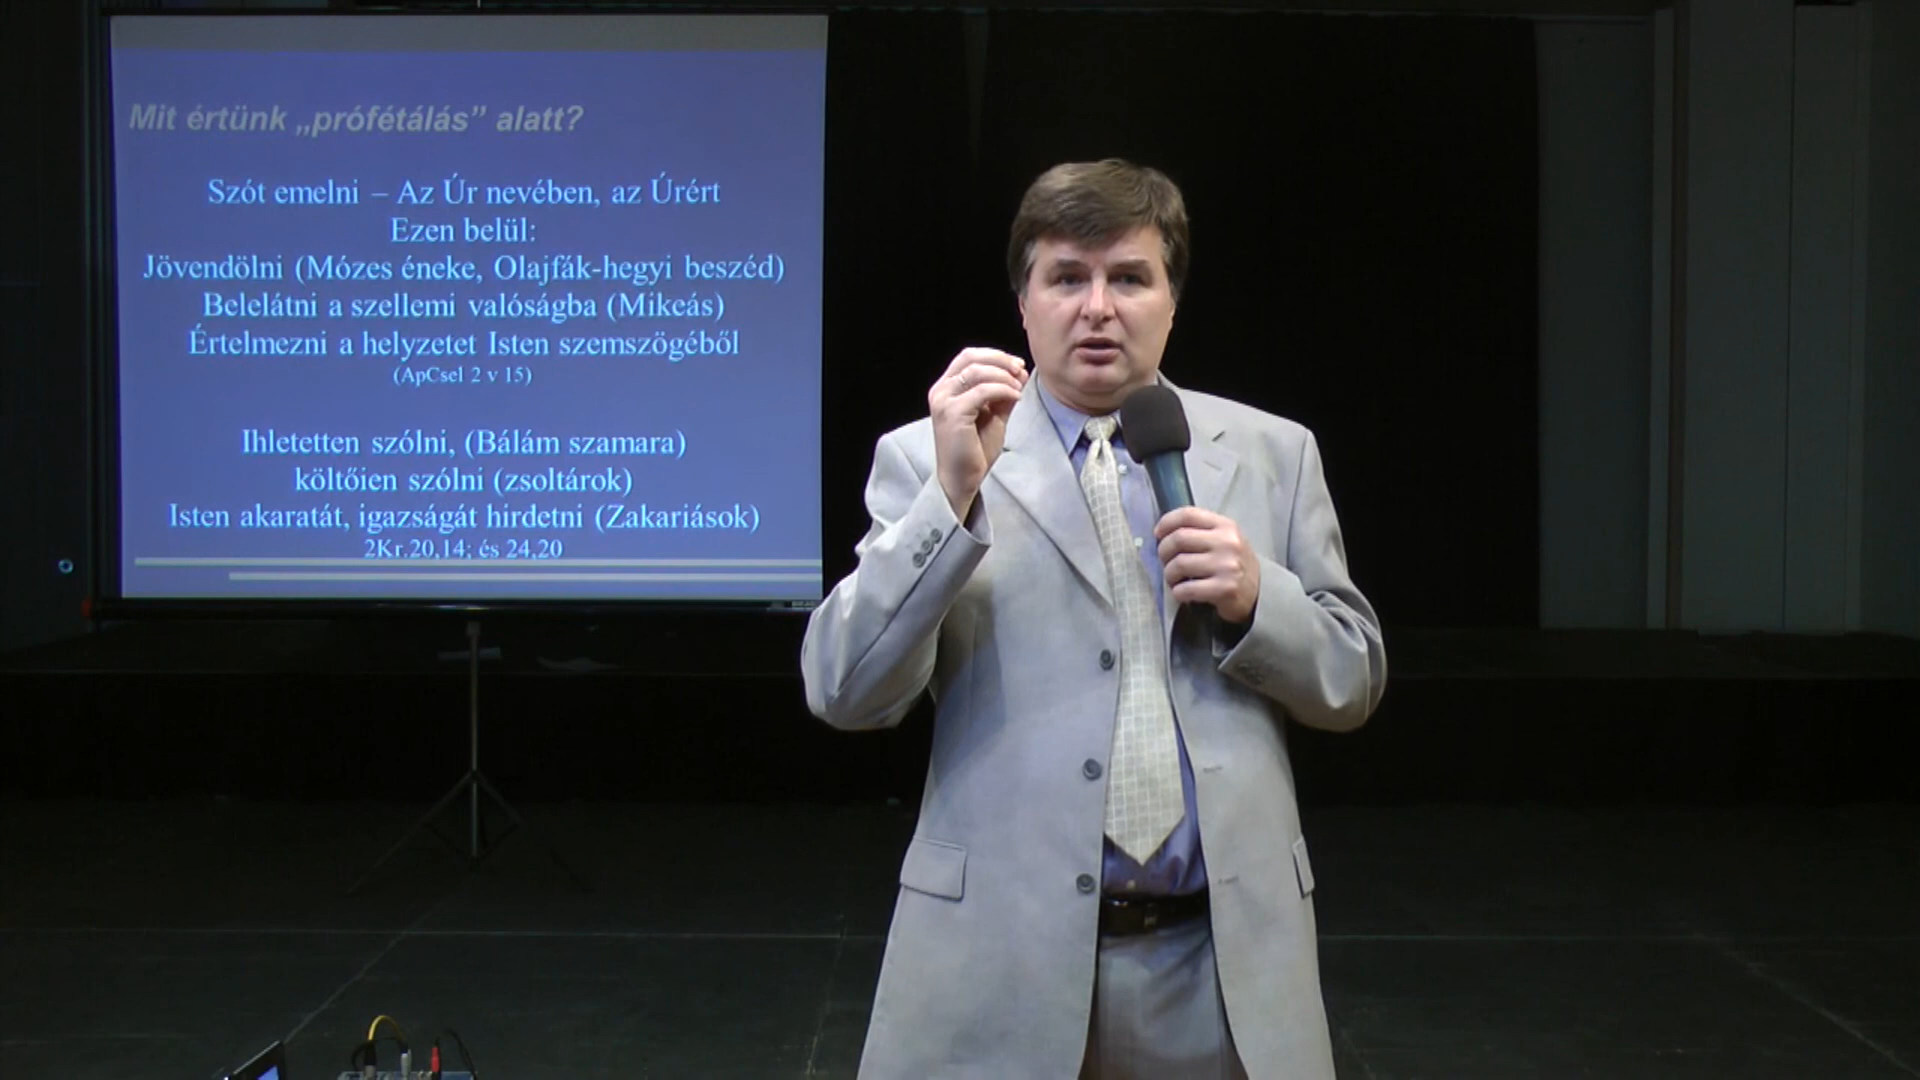 Mit értünk „prófétálás” alatt?
Szót emelni – Az Úr nevében, az Úrért
Ezen belül:
Jövendölni (Mózes éneke, Olajfák-hegyi beszéd)
Belelátni a szellemi valóságba (Mikeás)
Értelmezni a helyzetet Isten szemszögéből
(ApCsel 2 v 15)
Ihletetten szólni, (Bálám szamara)
költőien szólni (zsoltárok)
Isten akaratát, igazságát hirdetni (Zakariások)
2Kr.20,14; és 24,20